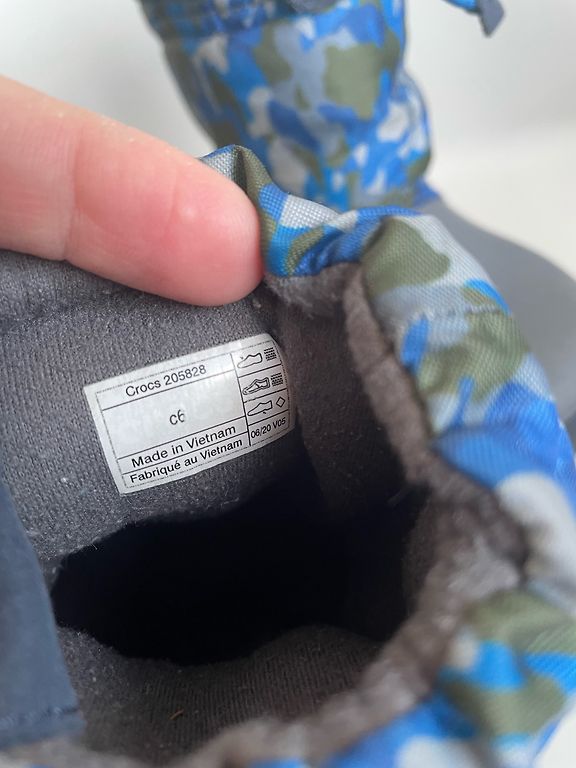 Crocs 205828
c6
Made in Vietnam
Fabriqué au Vietnam
06/20 V05